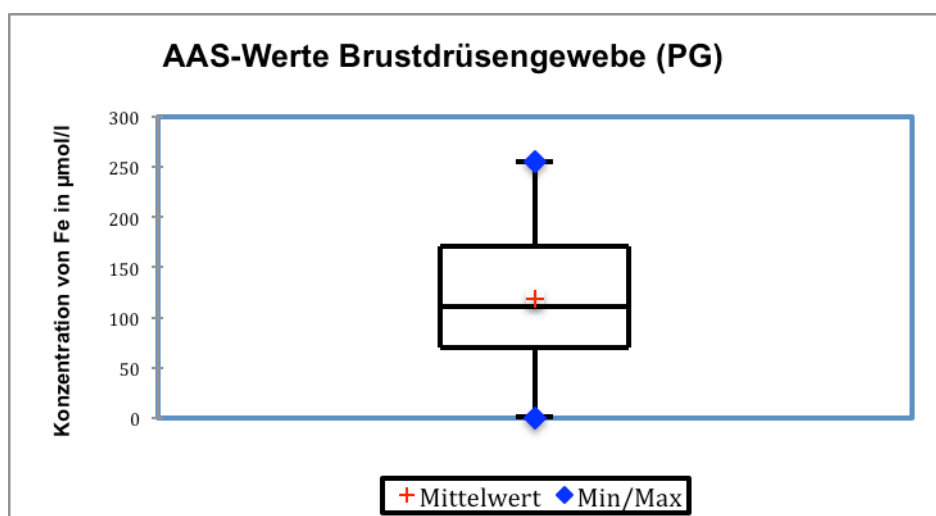 AAS-Werte Brustdrüsengewebe (PG)
Konzentration von Fe in µmol/l
300
250
200
150
100
50
0
Mittelwert Min/Max